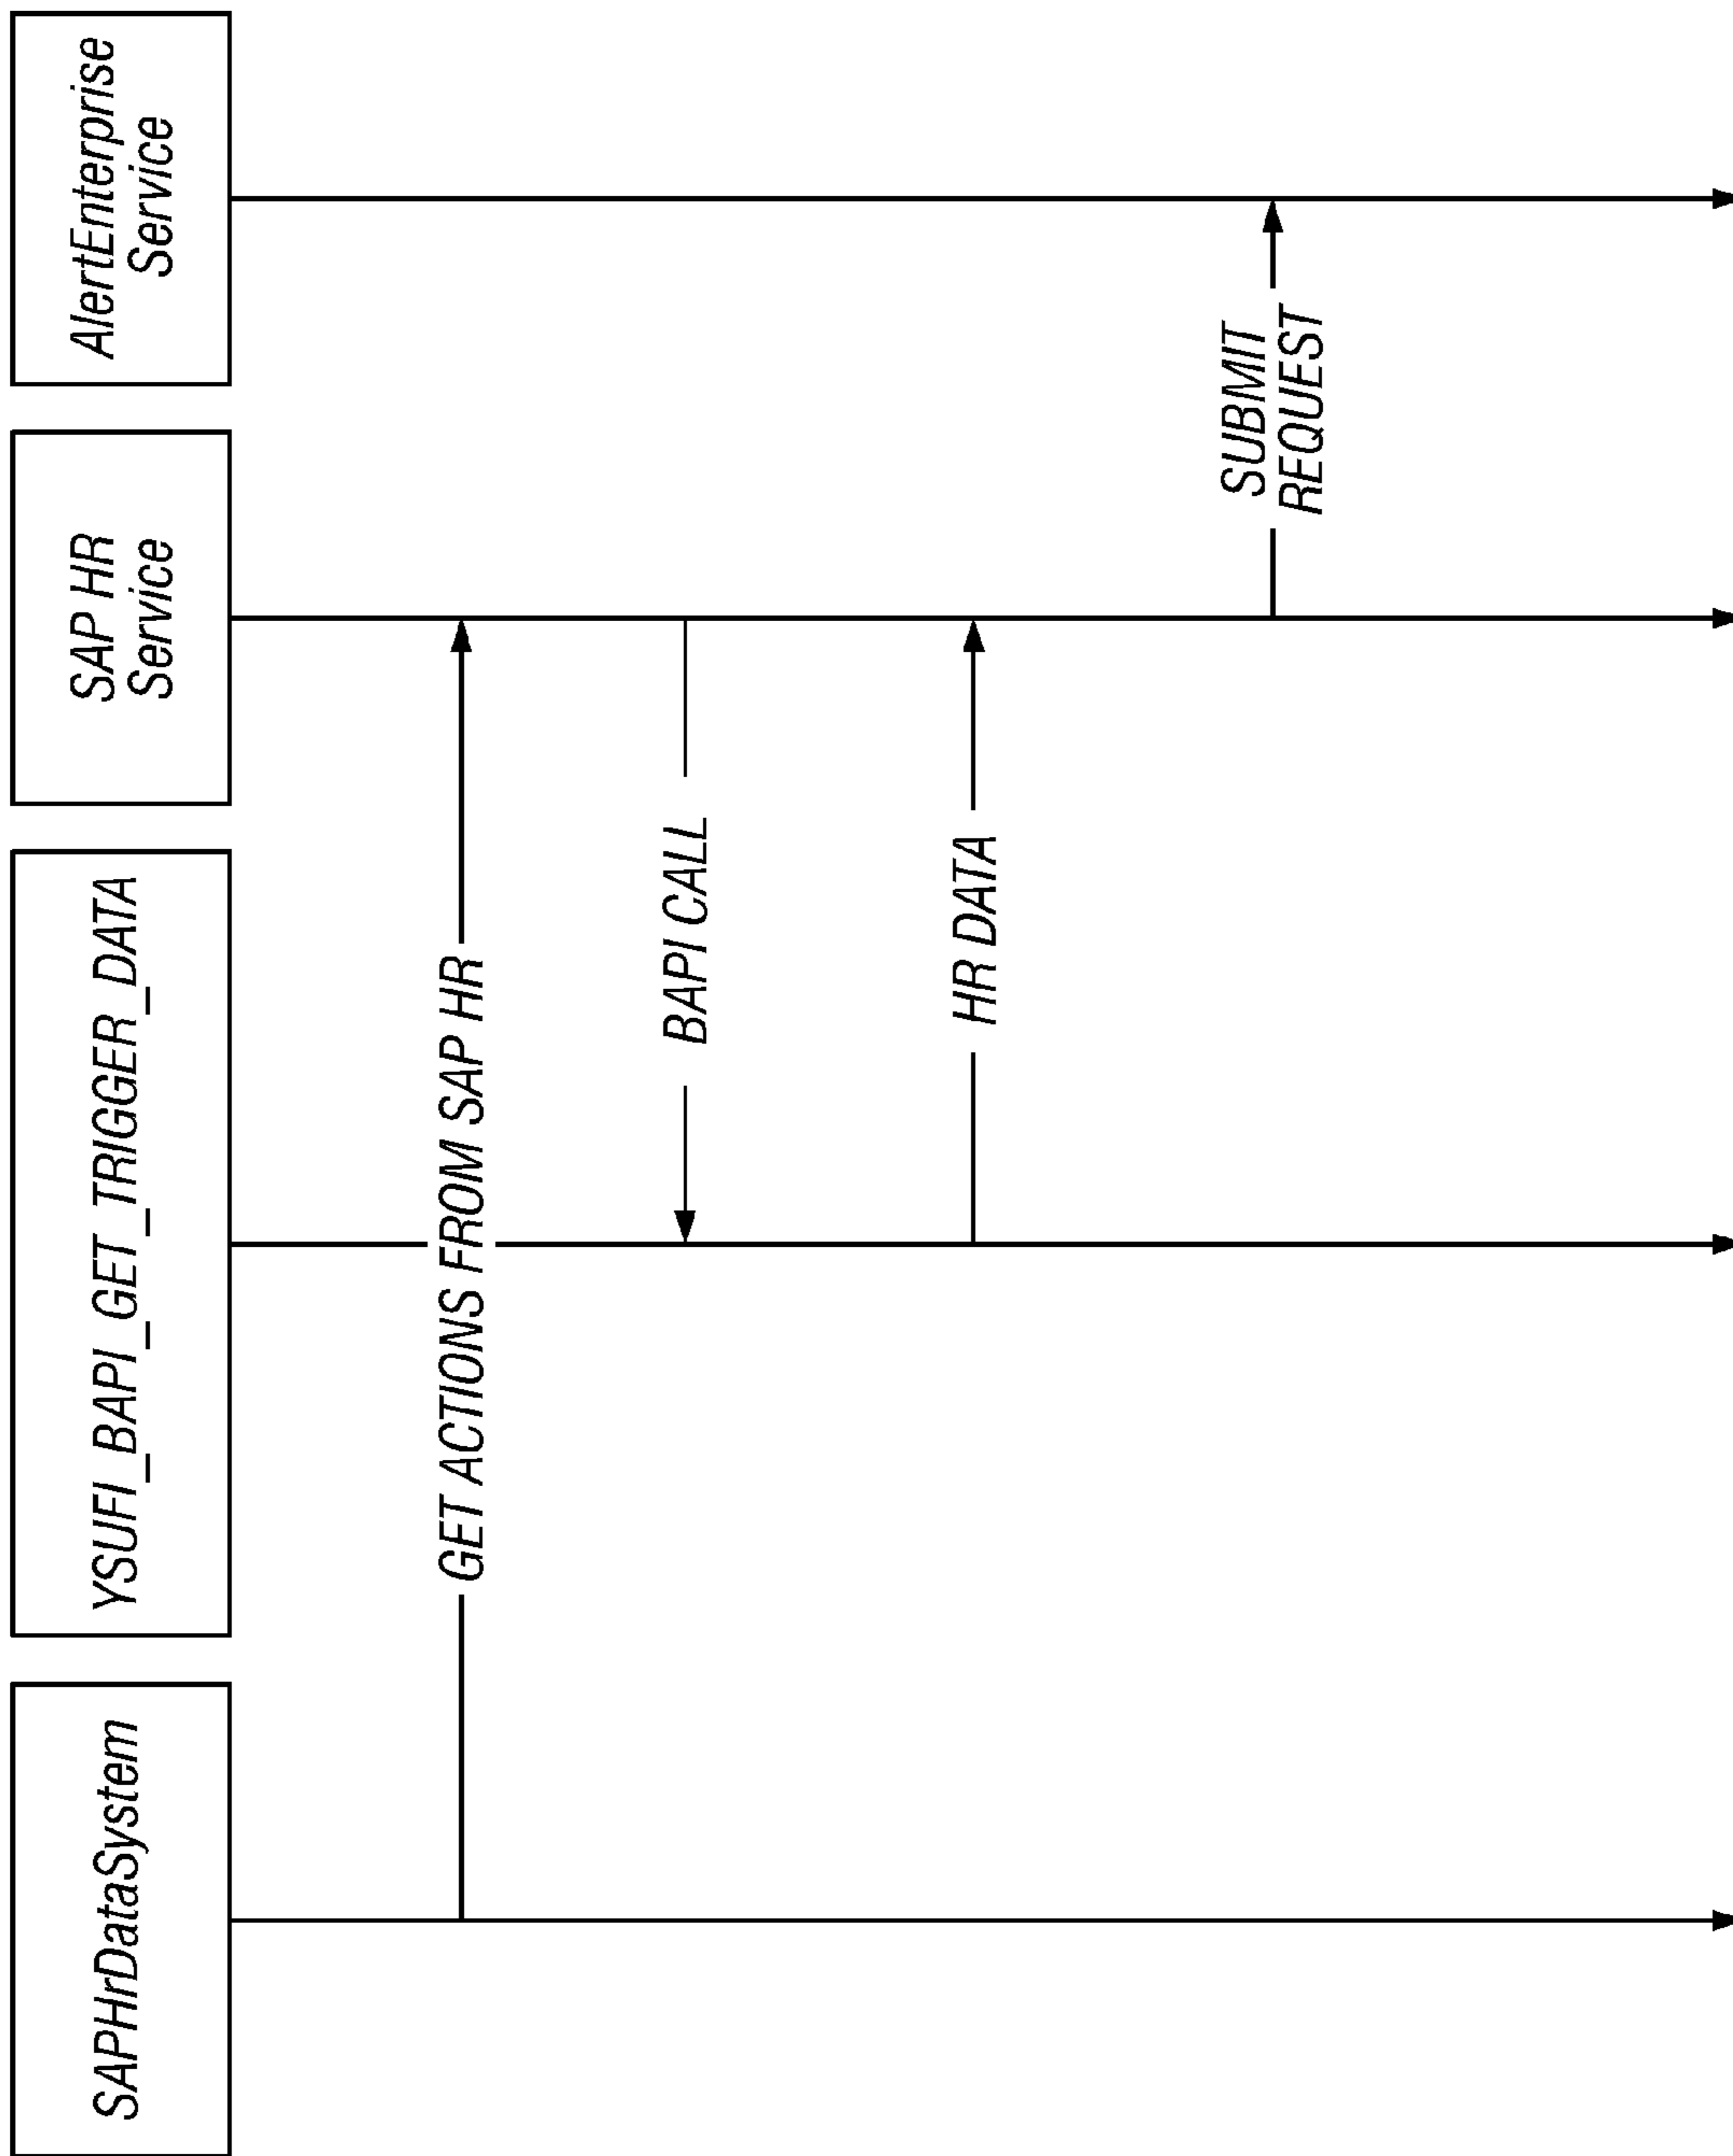 SAPHrDataSystem
YSUFI_BAPI_GET_TRIGGER_DATA
SAP HR
Service
AlertEnterprise
Service
GET ACTIONS FROM SAP HR
BAPI CALL
HR DATA
SUBMIT
REQUEST